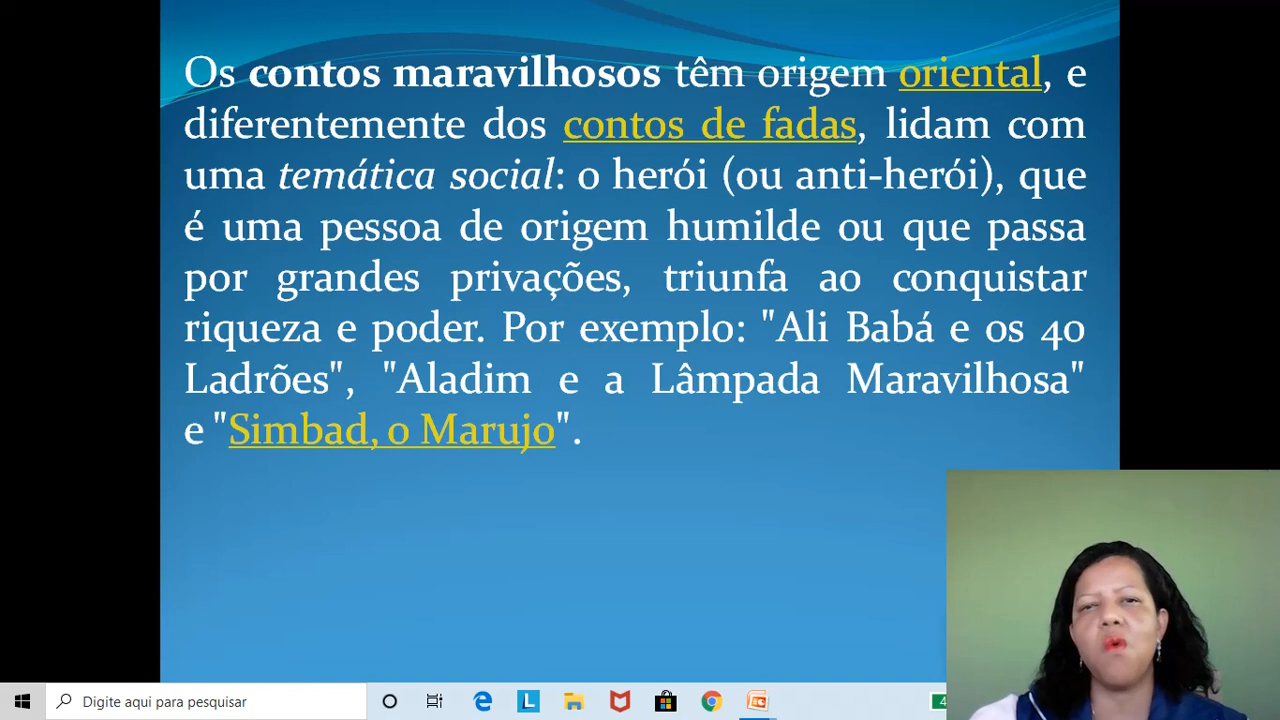 Os contos maravilhosos têm origem oriental, e
diferentemente dos contos de fadas, lidam com
uma temática social: o herói (ou anti-herói), que
é uma pessoa de origem humilde ou que passa
por grandes privações, triunfa ao conquistar
riqueza e poder. Por exemplo: "Ali Babá e os 40
Ladrões", "Aladim e a Lâmpada Maravilhosa"
e "Simbad, o Marujo".
Digite aqui para pesquisar